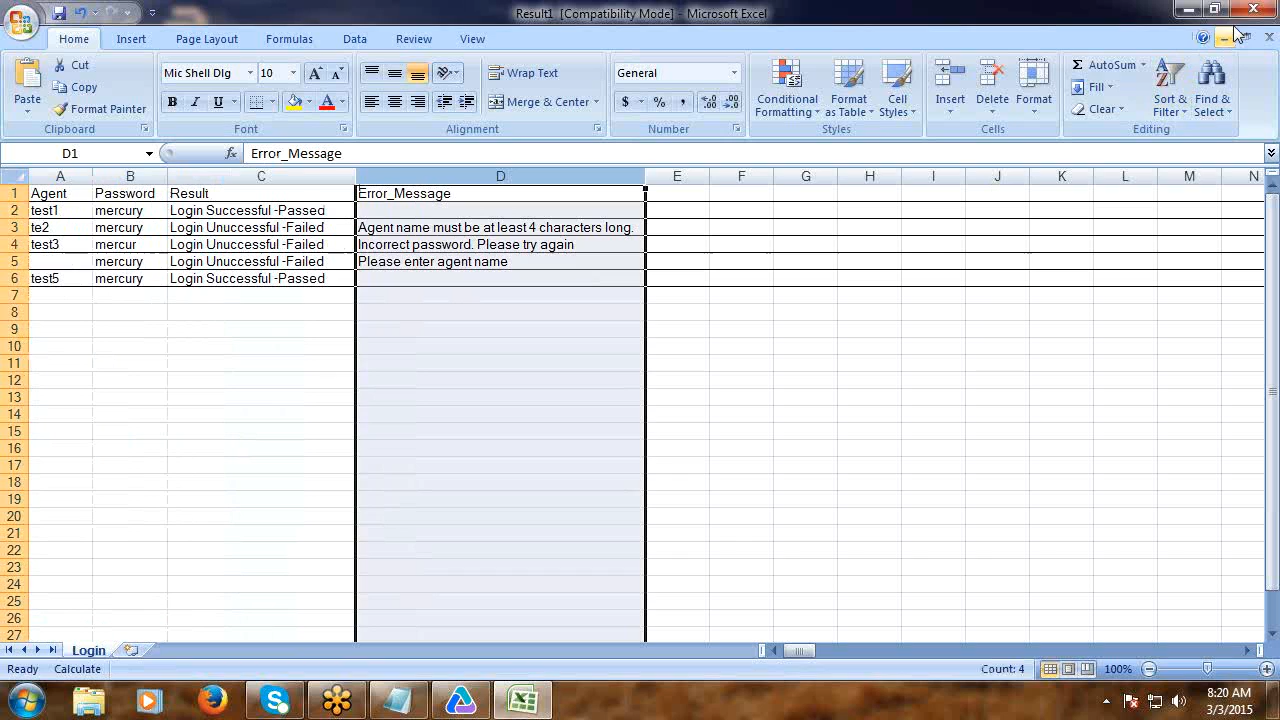 Result1 [Compatibility Mode] - Microsoft Excel
Home Insert Page Layout Formulas Data Review View
Paste Cut Copy Format Painter Clipboard
Mic Shell Dlg 10 A A B I U A Font
Wrap Text Merge & Center Alignment
General $ % , Number
Conditional Formatting Format as Table Cell Styles Styles
Insert Delete Format Cells
Σ AutoSum Fill Clear Sort & Filter Find & Select Editing
D1 fx Error_Message
A B C D E F G H I J K L M N
1 Agent Password Result Error_Message
2 test1 mercury Login Successful -Passed
3 te2 mercury Login Unuccessful -Failed Agent name must be at least 4 characters long.
4 test3 mercur Login Unuccessful -Failed Incorrect password. Please try again
5 mercury Login Unuccessful -Failed Please enter agent name
6 test5 mercury Login Successful -Passed
7
8
9
10
11
12
13
14
15
16
17
18
19
20
21
22
23
24
25
26
27
Login
Ready Calculate Count: 4 100%
8:20 AM
3/3/2015